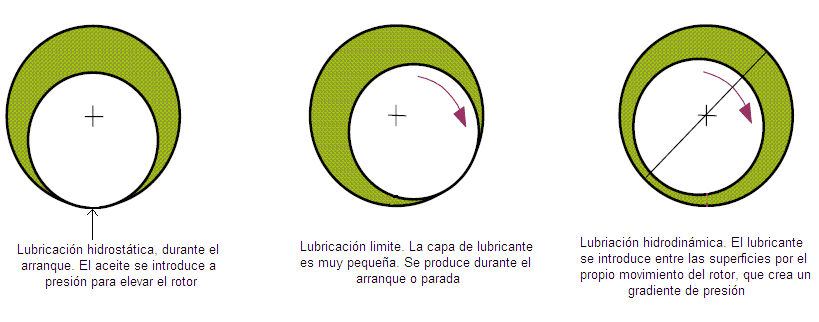 Lubricación hidrostática, durante el
arranque. El aceite se introduce a
presión para elevar el rotor
Lubricación limite. La capa de lubricante
es muy pequeña. Se produce durante el
arranque o parada
Lubriación hidrodinámica. El lubricante
se introduce entre las superficies por el
propio movimiento del rotor, que crea un
gradiente de presión